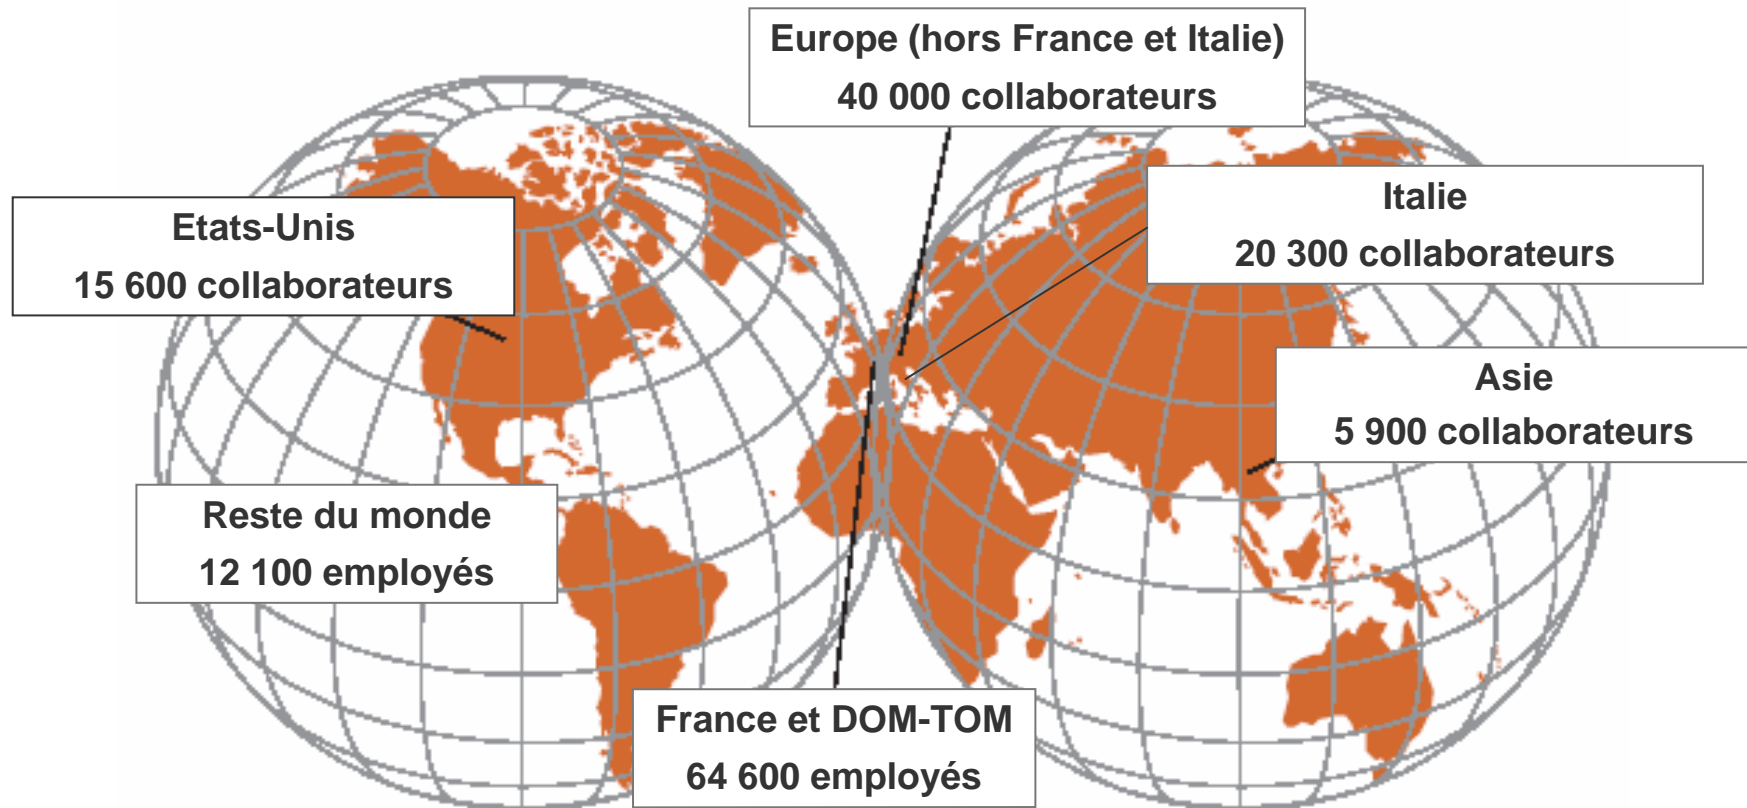 Europe (hors France et Italie)
40 000 collaborateurs
Italie
20 300 collaborateurs
Etats-Unis
15 600 collaborateurs
Asie
5 900 collaborateurs
Reste du monde
12 100 employés
France et DOM-TOM
64 600 employés